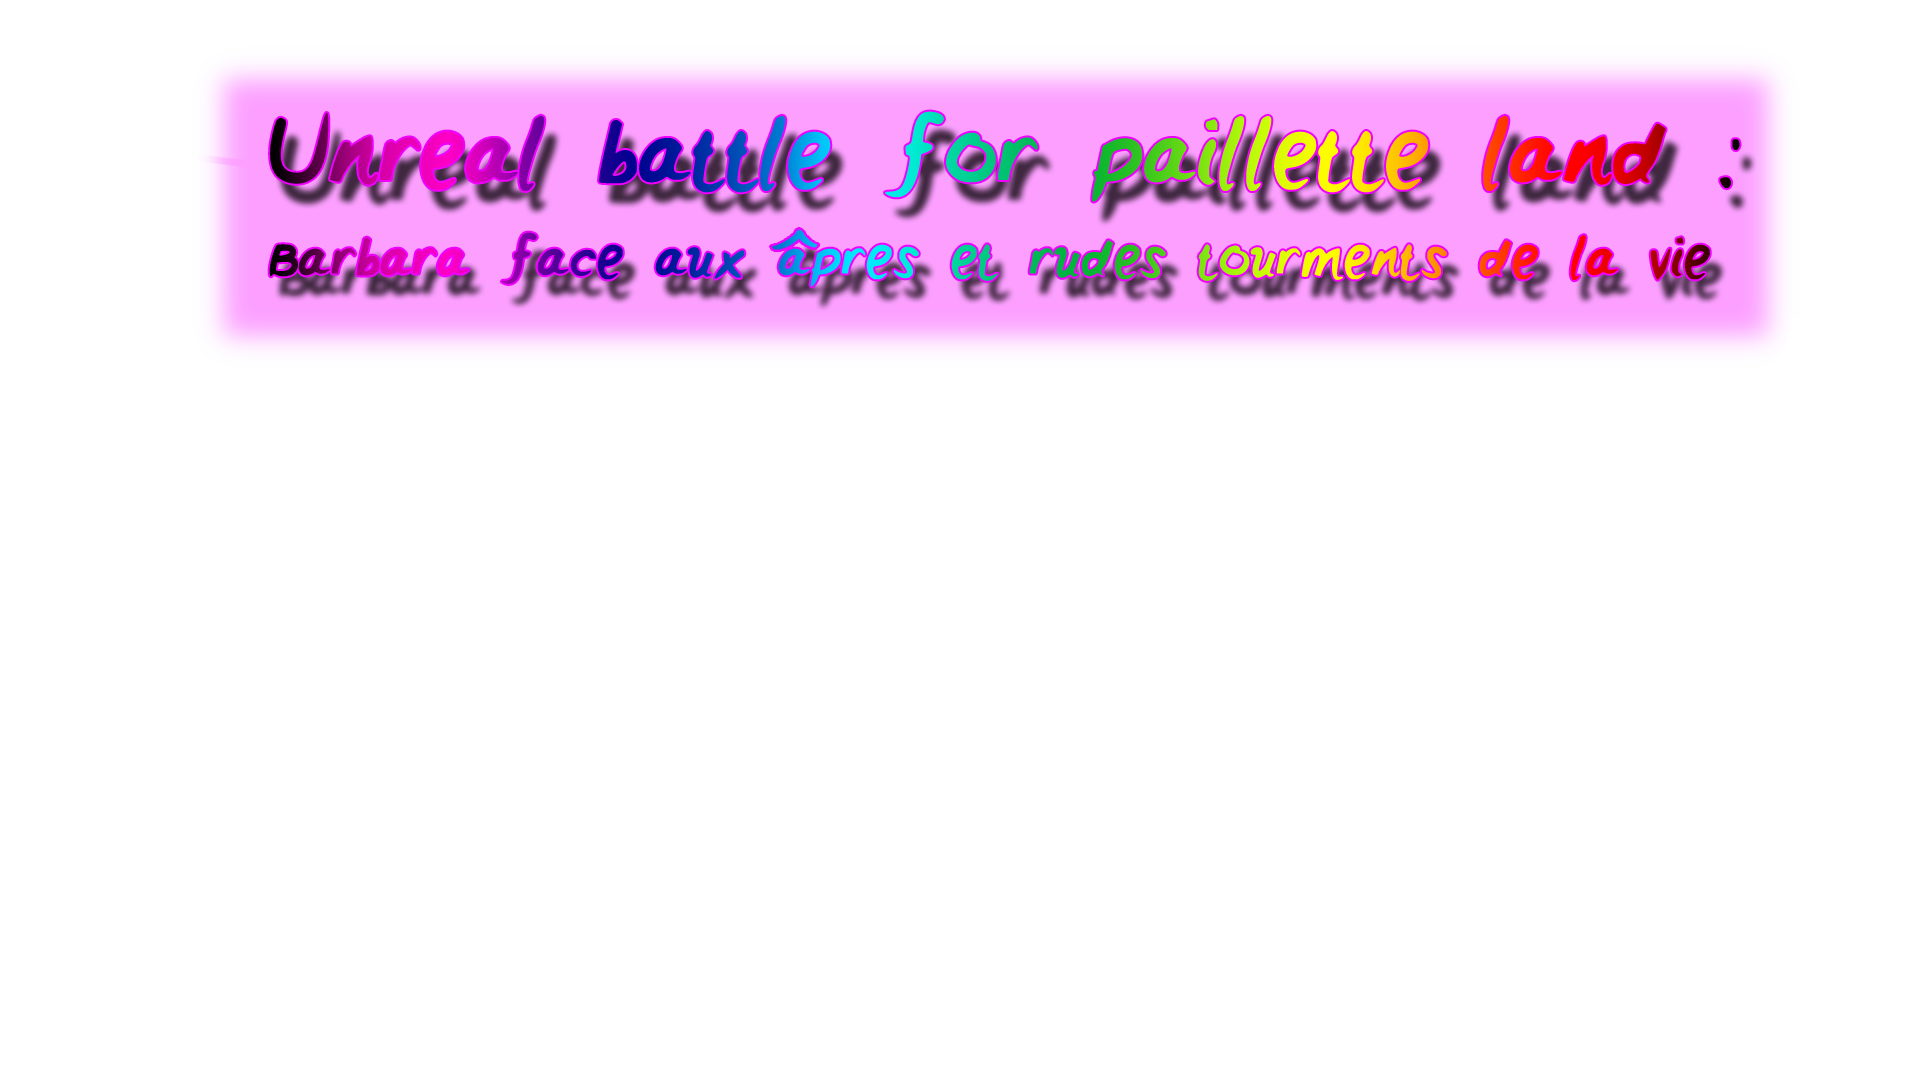 Unreal battle for paillette land :
Barbara face aux âpres et rudes tourments de la vie